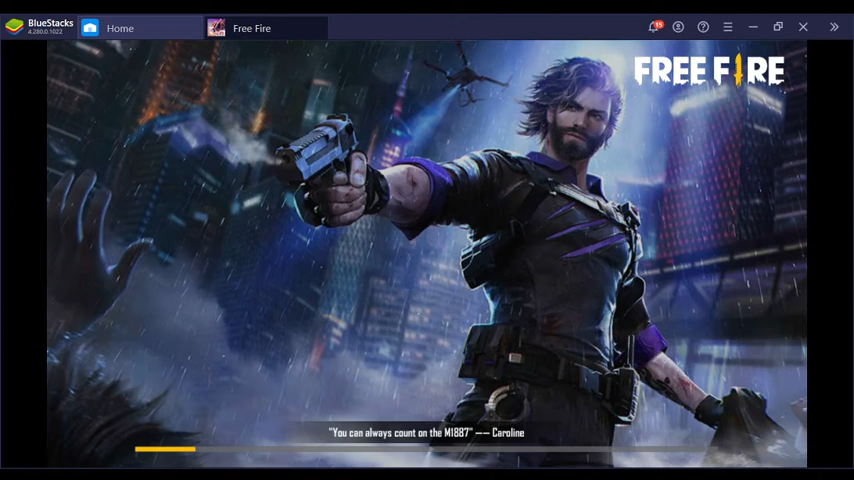 BlueStacks
4.280.0.1022
Home
Free Fire
15
FREE FIRE
"You can always count on the M1887" —— Caroline